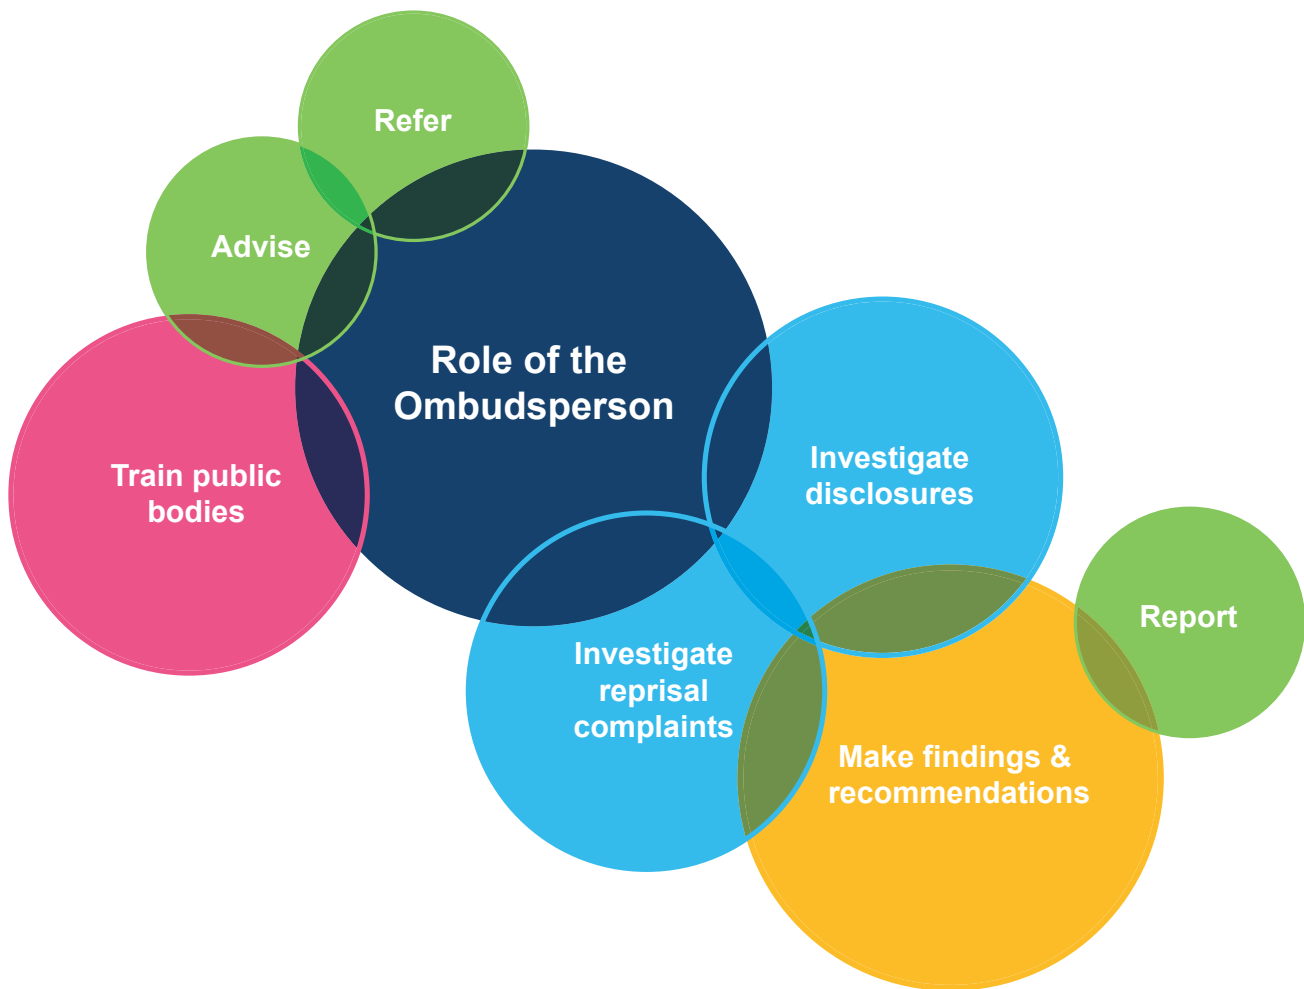 Refer
Advise
Role of the
Ombudsperson
Train public
bodies
Investigate
disclosures
Investigate
reprisal
complaints
Report
Make findings &
recommendations